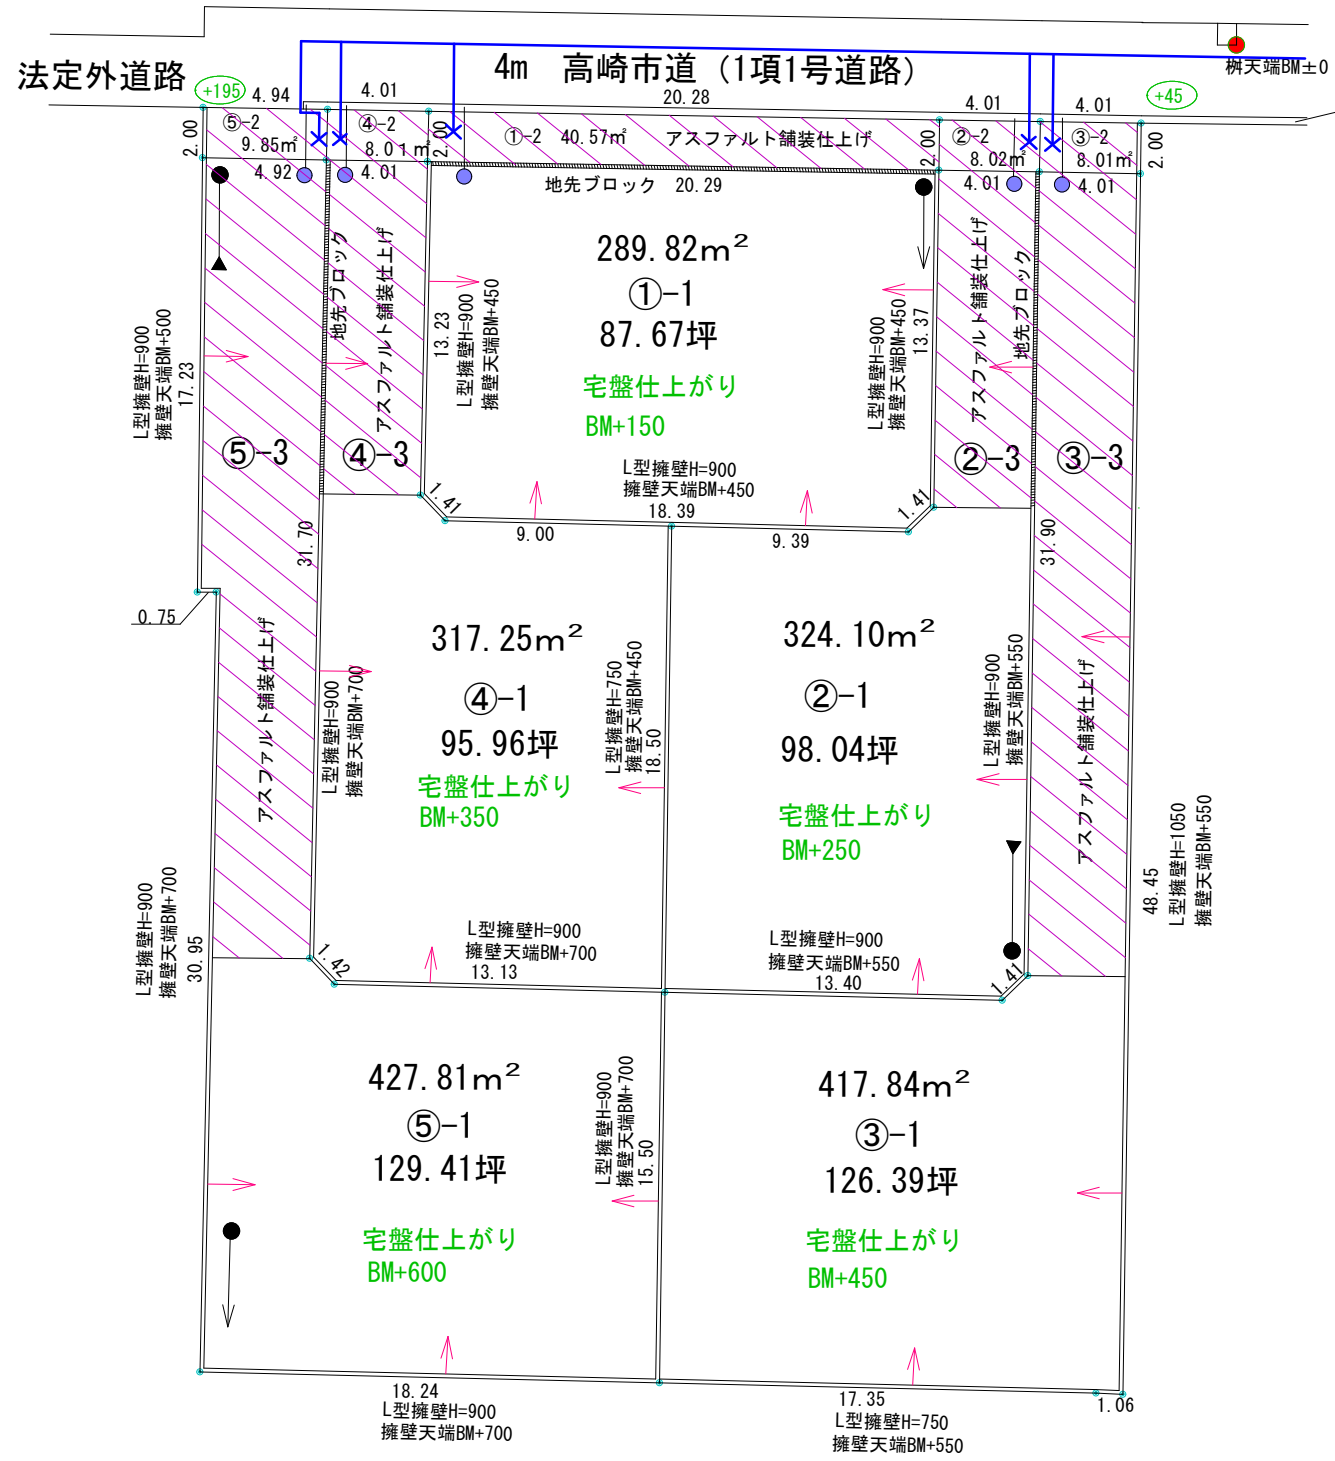 法定外道路
4m 高崎市道（1項1号道路）
桝天端BM±0
+195
+45
4.94
4.01
20.28
4.01
4.01
2.00
⑤-2
9.85㎡
4.92
④-2
8.01㎡
4.01
2.00
①-2 40.57㎡ アスファルト舗装仕上げ
2.00
②-2
8.02㎡
4.01
③-2
8.01㎡
4.01
2.00
地先ブロック 20.29
289.82m²
①-1
87.67坪
宅盤仕上がり
BM+150
L型擁壁H=900
擁壁天端BM+450
18.39
地先ブロック
アスファルト舗装仕上げ
13.23
L型擁壁H=900
擁壁天端BM+450
L型擁壁H=900
擁壁天端BM+450
13.37
アスファルト舗装仕上げ
地先ブロック
L型擁壁H=900
擁壁天端BM+500
17.23
⑤-3
④-3
②-3
③-3
1.41
9.00
9.39
1.41
31.70
31.90
0.75
アスファルト舗装仕上げ
317.25m²
④-1
95.96坪
宅盤仕上がり
BM+350
L型擁壁H=900
擁壁天端BM+700
L型擁壁H=750
擁壁天端BM+450
18.50
324.10m²
②-1
98.04坪
宅盤仕上がり
BM+250
L型擁壁H=900
擁壁天端BM+550
アスファルト舗装仕上げ
48.45
L型擁壁H=1050
擁壁天端BM+550
L型擁壁H=900
擁壁天端BM+700
30.95
1.42
L型擁壁H=900
擁壁天端BM+700
13.13
L型擁壁H=900
擁壁天端BM+550
13.40
1.41
427.81m²
⑤-1
129.41坪
宅盤仕上がり
BM+600
L型擁壁H=900
擁壁天端BM+700
15.50
417.84m²
③-1
126.39坪
宅盤仕上がり
BM+450
18.24
L型擁壁H=900
擁壁天端BM+700
17.35
L型擁壁H=750
擁壁天端BM+550
1.06